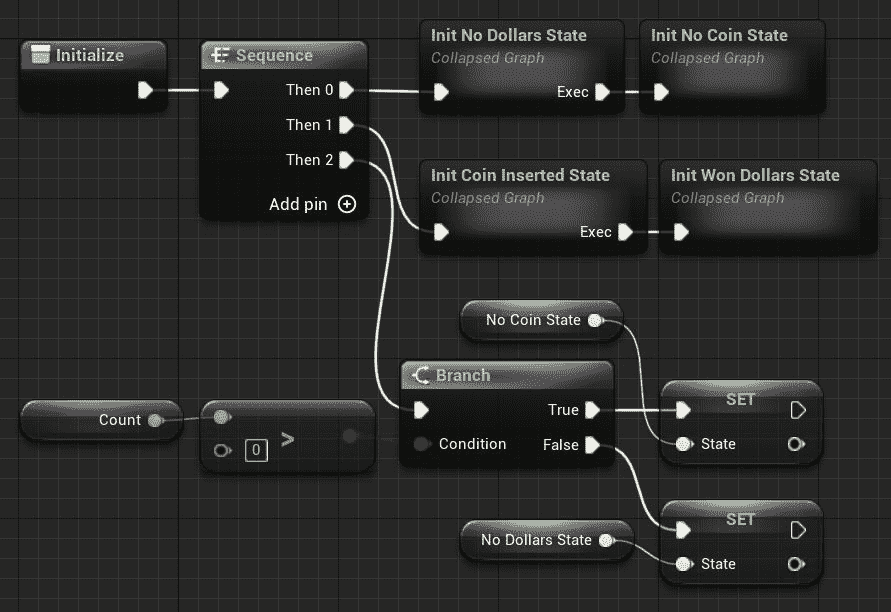 Initialize
Sequence
Then 0
Then 1
Then 2
Add pin
Init No Dollars State
Collapsed Graph
Exec
Init No Coin State
Collapsed Graph
Init Coin Inserted State
Collapsed Graph
Exec
Init Won Dollars State
Collapsed Graph
No Coin State
Branch
True
Condition
False
SET
State
Count
0
>
No Dollars State
SET
State